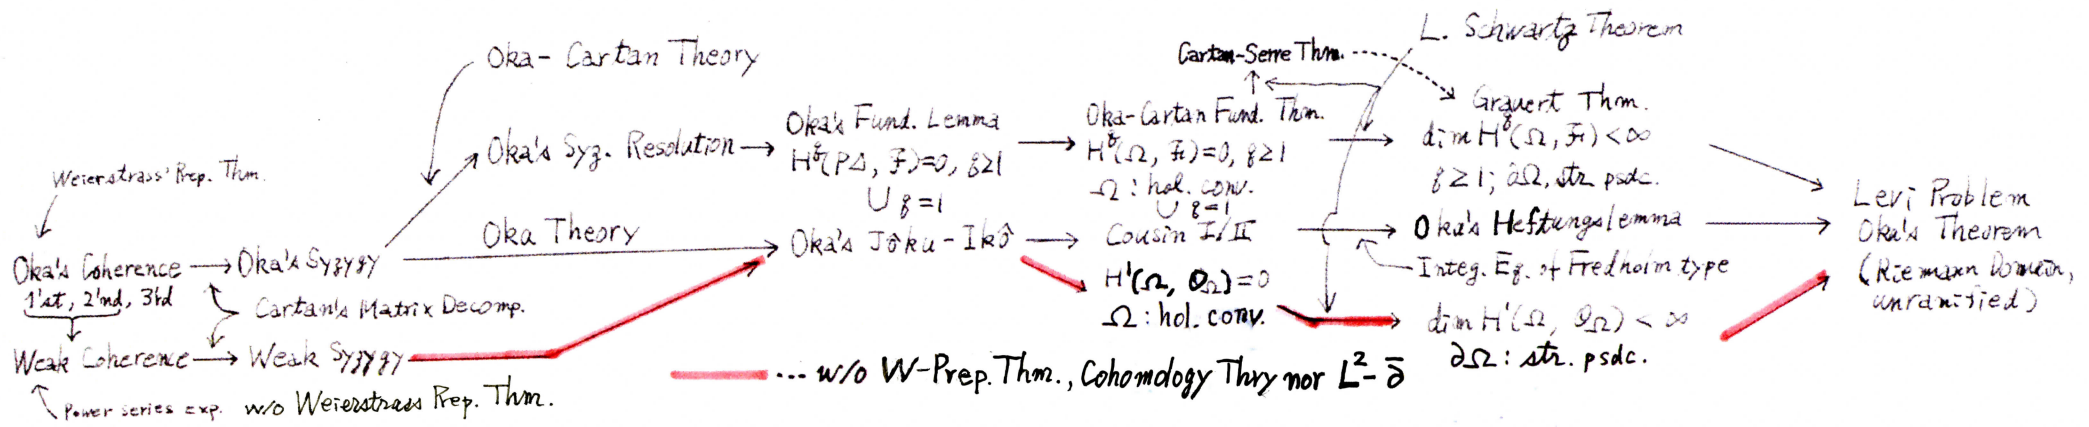 L. Schwartz Theorem
Oka-Cartan Theory
Cartan-Serre Thm.
Grauert Thm.
dim H^q(Ω, ℱ) < ∞
q ≥ 1; ∂Ω, str psdc.
Oka's Fund. Lemma
H^q(PΔ, ℱ)=0, q≥1
∪ q=1
Oka-Cartan Fund. Thm.
H^q(Ω, ℱ)=0, q≥1
Ω: hol. conv.
∪ q=1
Oka's Syz. Resolution
Weierstrass' Prep. Thm.
Levi Problem
Oka's Theorem
(Riemann Domain,
unramified)
Oka Theory
Oka's Jôku-Ikô
Cousin I/II
Oka's Heftungslemma
Oka's Coherence
1'st, 2'nd, 3'rd
Oka's Syzygy
Integ. Eq. of Fredholm type
H¹(Ω, 𝒪_Ω)=0
Ω: hol. conv.
Cartan's Matrix Decomp.
dim H¹(Ω, 𝒪_Ω) < ∞
∂Ω: str. psdc.
Weak Coherence
Weak Syzygy
... w/o W-Prep. Thm., Cohomology Thry nor L²-∂̄
Power series exp.
w/o Weierstrass Prep. Thm.